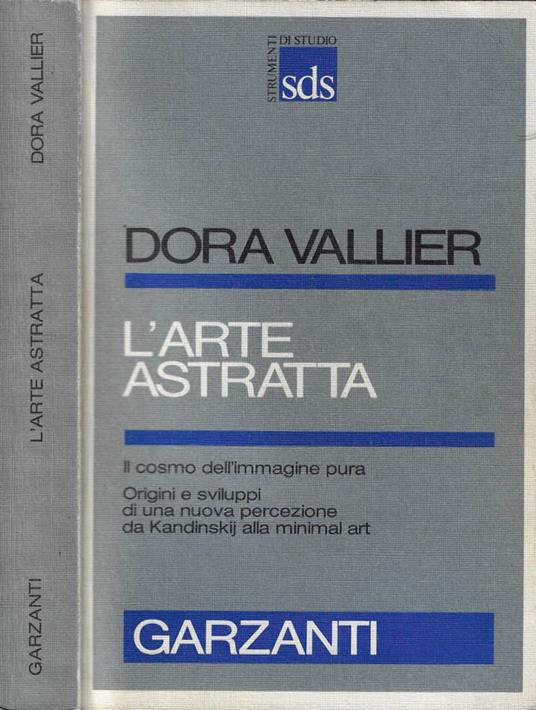 DORA VALLIER
L'ARTE ASTRATTA
GARZANTI
STRUMENTI
DI STUDIO
sds
DORA VALLIER
L'ARTE
ASTRATTA
Il cosmo dell'immagine pura
Origini e sviluppi
di una nuova percezione
da Kandinskij alla minimal art
GARZANTI